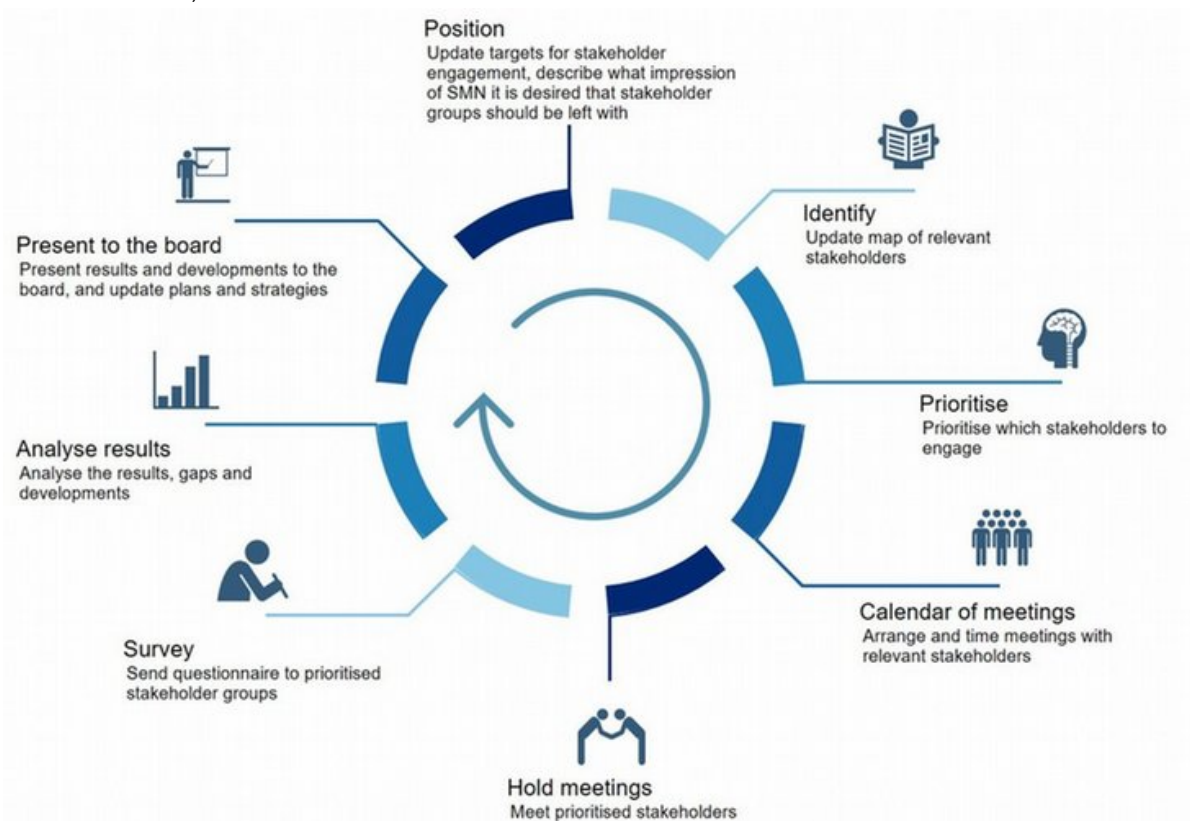 Position
Update targets for stakeholder
engagement, describe what impression
of SMN it is desired that stakeholder
groups should be left with
Identify
Update map of relevant
stakeholders
Prioritise
Prioritise which stakeholders to
engage
Calendar of meetings
Arrange and time meetings with
relevant stakeholders
Hold meetings
Meet prioritised stakeholders
Survey
Send questionnaire to prioritised
stakeholder groups
Analyse results
Analyse the results, gaps and
developments
Present to the board
Present results and developments to the
board, and update plans and strategies